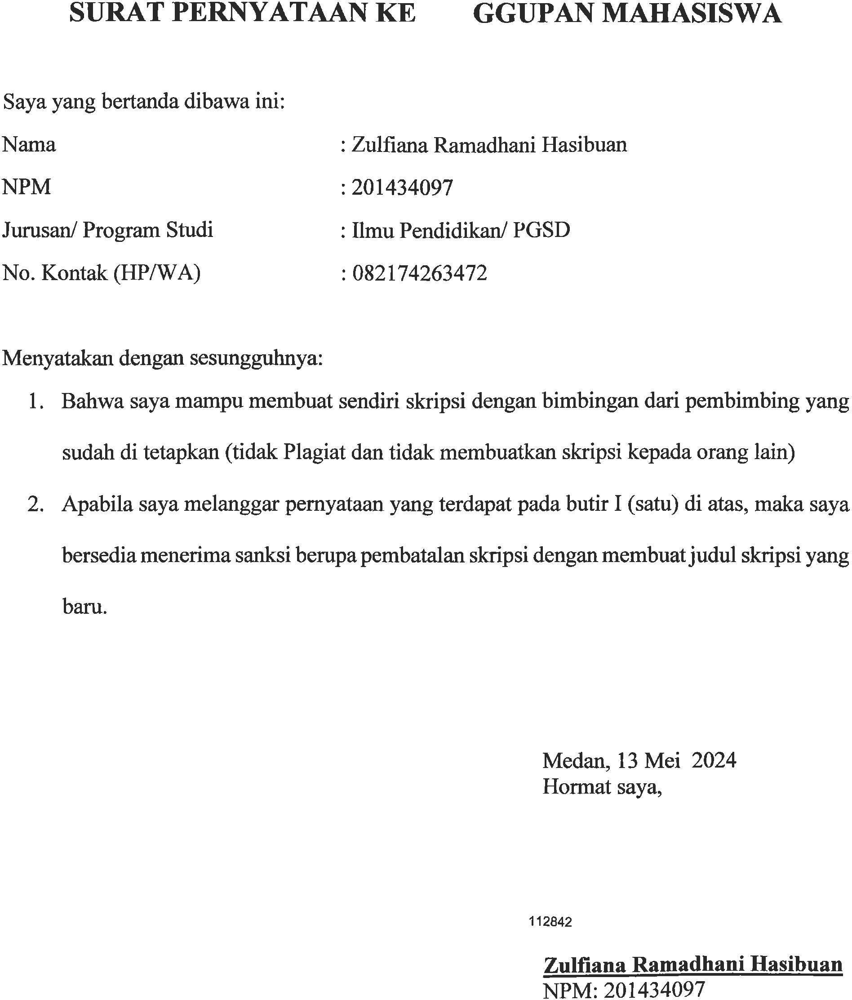 SURAT PERNYATAAN KE GGUPAN MAHASISWA
Saya yang bertanda dibawa ini:
Nama : Zulfiana Ramadhani Hasibuan
NPM : 201434097
Jurusan/ Program Studi : Ilmu Pendidikan/ PGSD
No. Kontak (HP/WA) : 082174263472
Menyatakan dengan sesungguhnya:
1. Bahwa saya mampu membuat sendiri skripsi dengan bimbingan dari pembimbing yang
sudah di tetapkan (tidak Plagiat dan tidak membuatkan skripsi kepada orang lain)
2. Apabila saya melanggar pernyataan yang terdapat pada butir I (satu) di atas, maka saya
bersedia menerima sanksi berupa pembatalan skripsi dengan membuat judul skripsi yang
baru.
Medan, 13 Mei 2024
Hormat saya,
112842
Zulfiana Ramadhani Hasibuan
NPM: 201434097